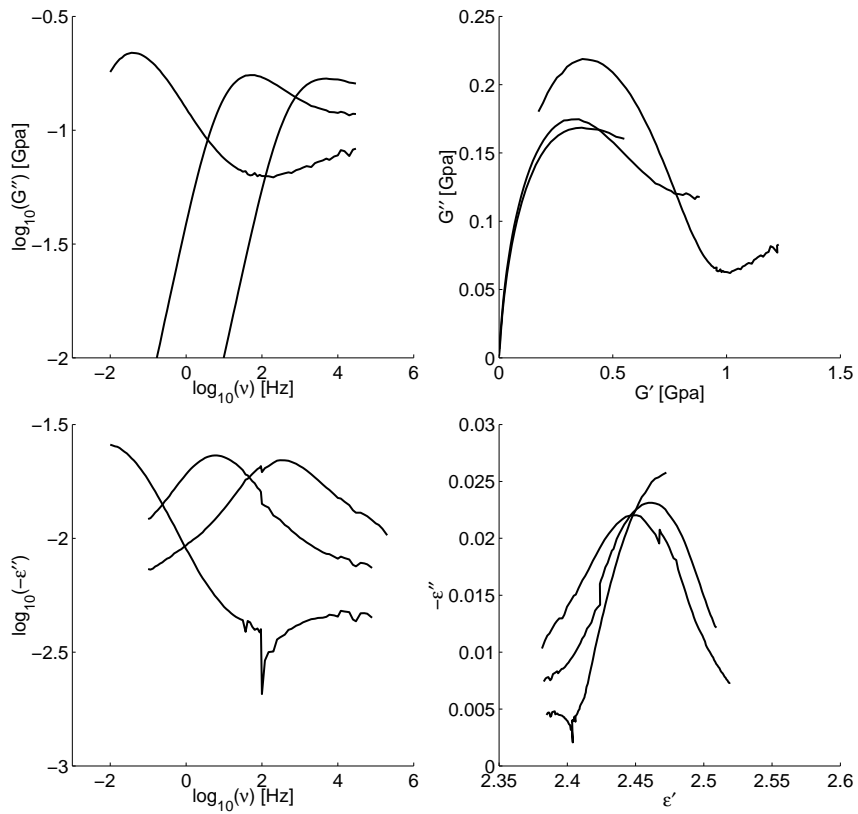 −0.5
−1
−1.5
−2
log10(G′′) [Gpa]
−2 0 2 4 6
log10(ν) [Hz]
0.25
0.2
0.15
0.1
0.05
0
G′′ [Gpa]
0 0.5 1 1.5
G′ [Gpa]
−1.5
−2
−2.5
−3
log10(−ε′′)
−2 0 2 4 6
log10(ν) [Hz]
0.03
0.025
0.02
0.015
0.01
0.005
0
−ε′′
2.35 2.4 2.45 2.5 2.55 2.6
ε′